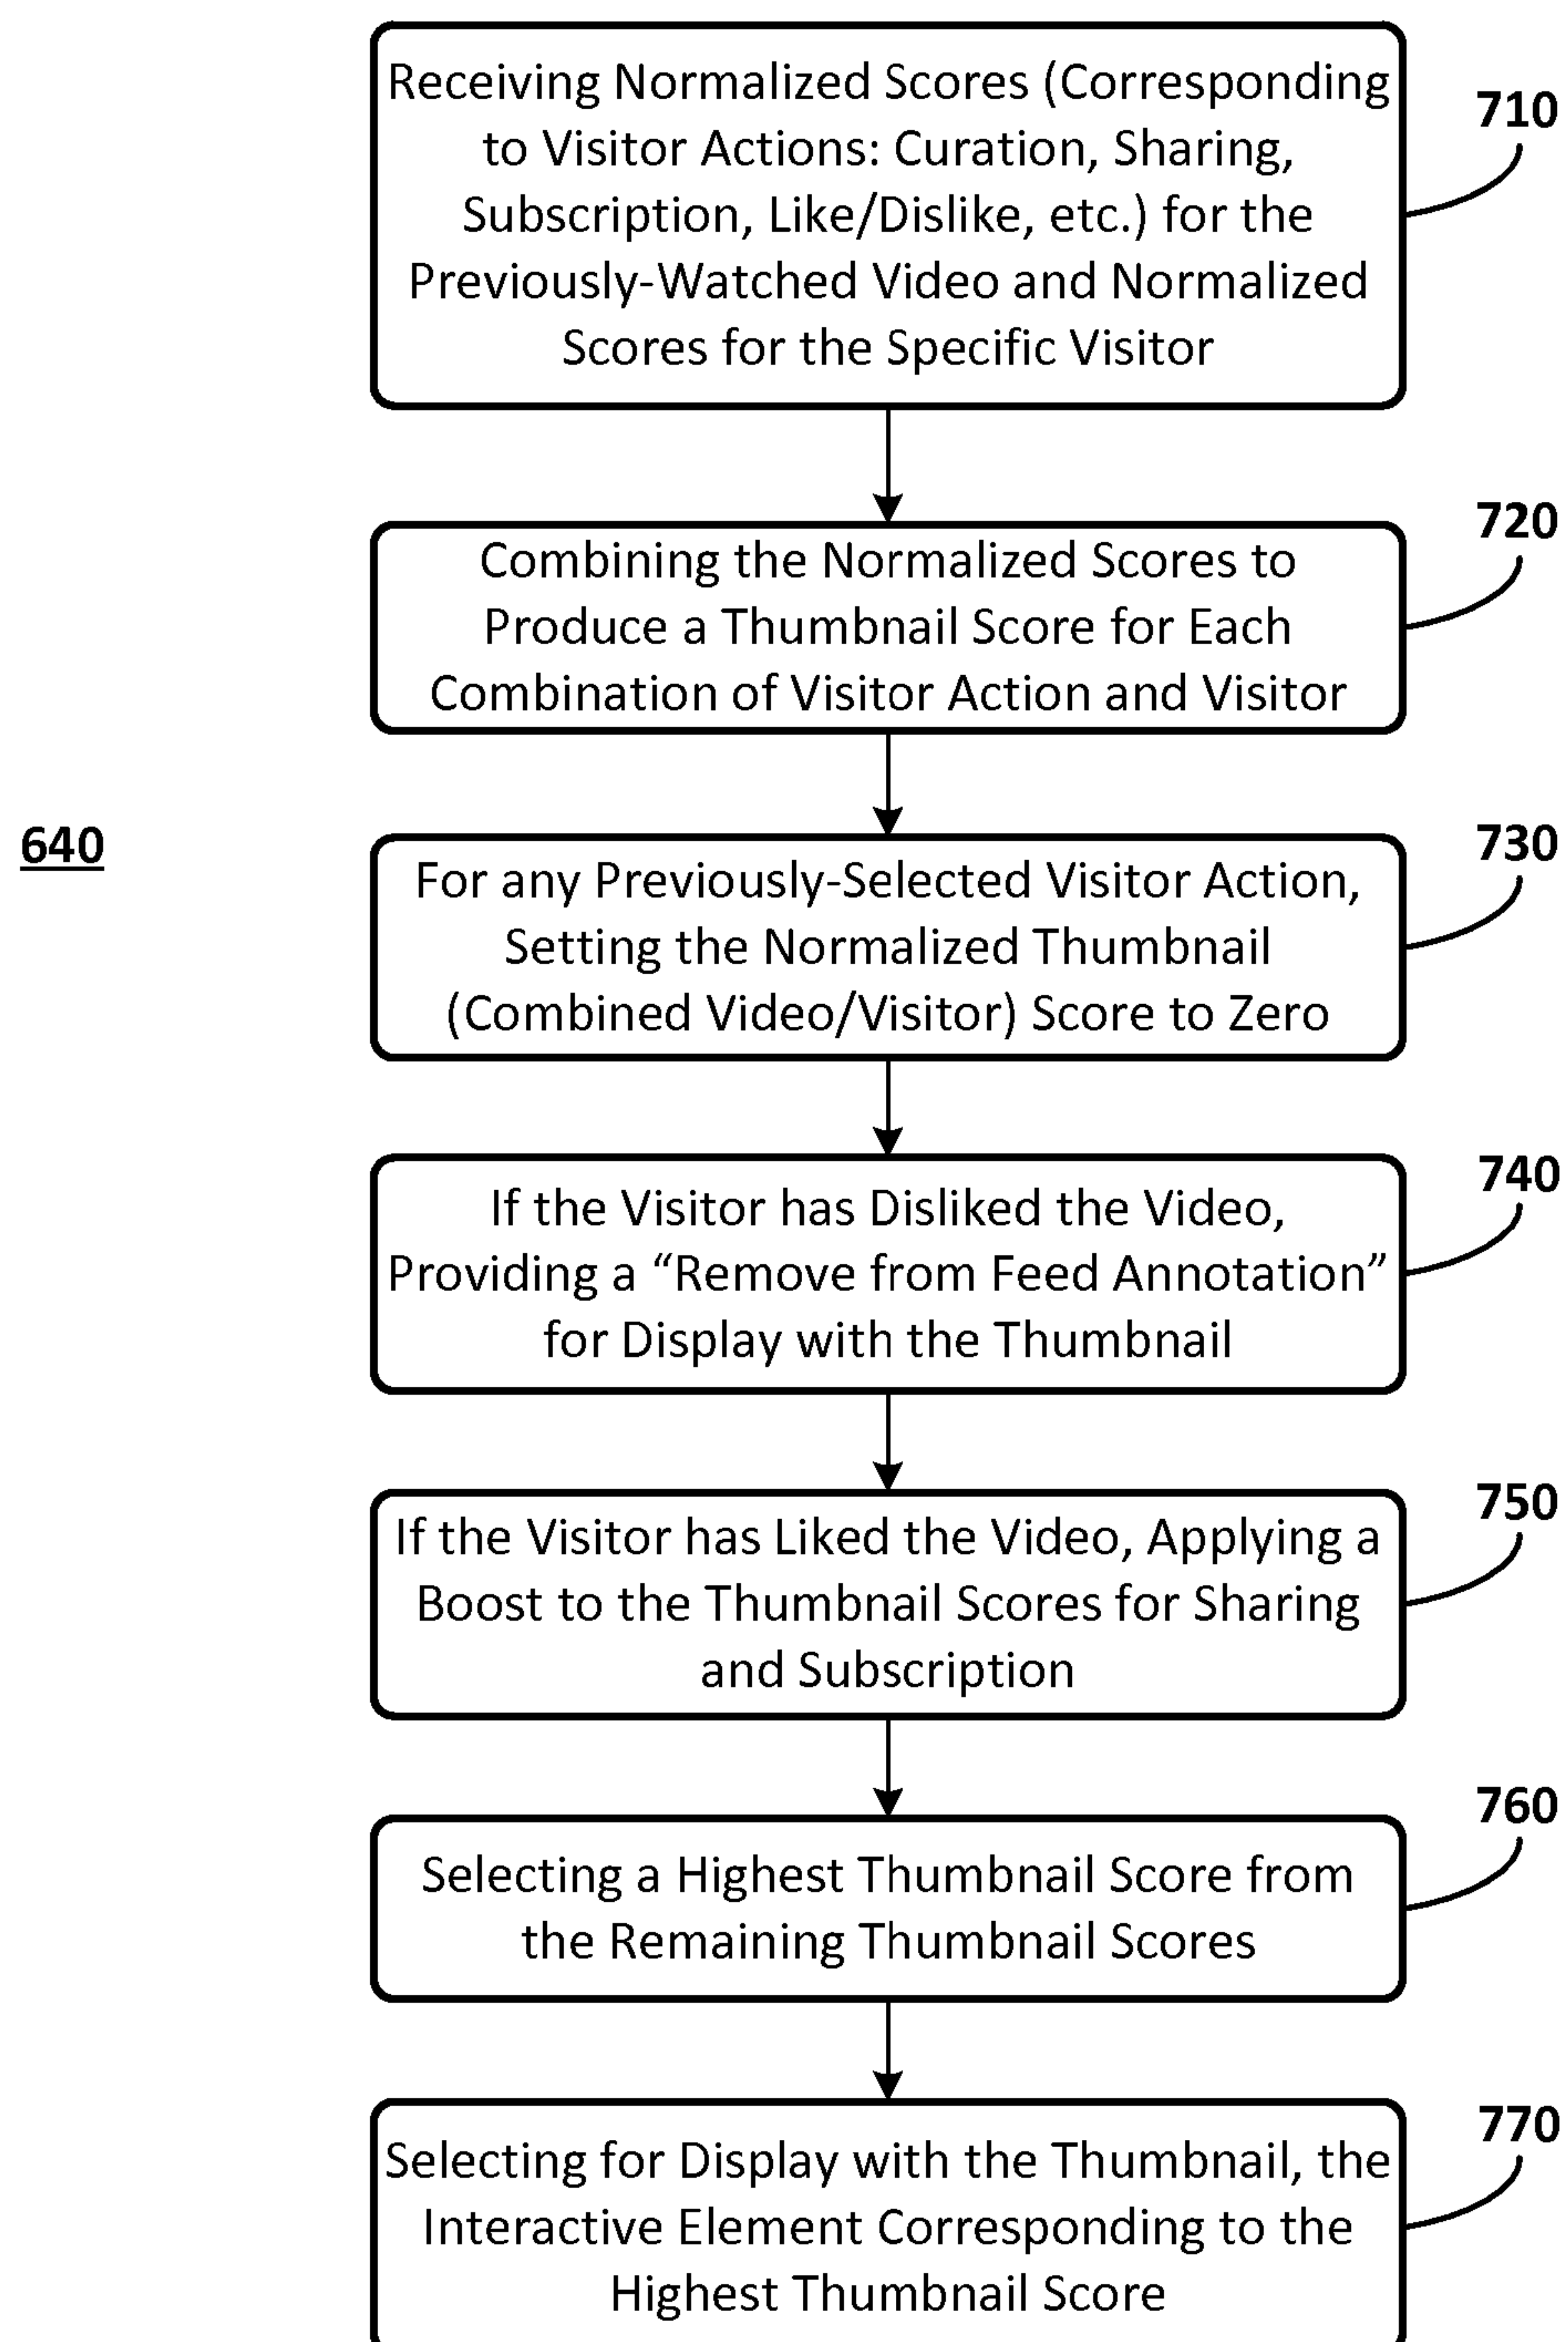 Receiving Normalized Scores (Corresponding
to Visitor Actions: Curation, Sharing,
Subscription, Like/Dislike, etc.) for the
Previously-Watched Video and Normalized
Scores for the Specific Visitor
710
Combining the Normalized Scores to
Produce a Thumbnail Score for Each
Combination of Visitor Action and Visitor
720
640
For any Previously-Selected Visitor Action,
Setting the Normalized Thumbnail
(Combined Video/Visitor) Score to Zero
730
If the Visitor has Disliked the Video,
Providing a “Remove from Feed Annotation”
for Display with the Thumbnail
740
If the Visitor has Liked the Video, Applying a
Boost to the Thumbnail Scores for Sharing
and Subscription
750
Selecting a Highest Thumbnail Score from
the Remaining Thumbnail Scores
760
Selecting for Display with the Thumbnail, the
Interactive Element Corresponding to the
Highest Thumbnail Score
770